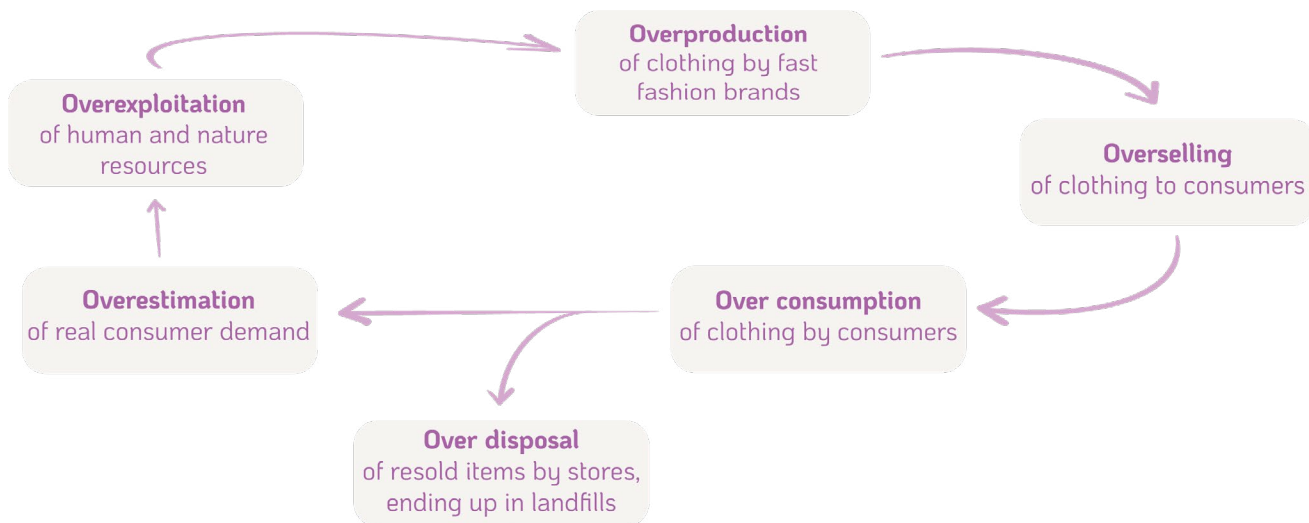 Overproduction
of clothing by fast
fashion brands
Overselling
of clothing to consumers
Over consumption
of clothing by consumers
Over disposal
of resold items by stores,
ending up in landfills
Overestimation
of real consumer demand
Overexploitation
of human and nature
resources